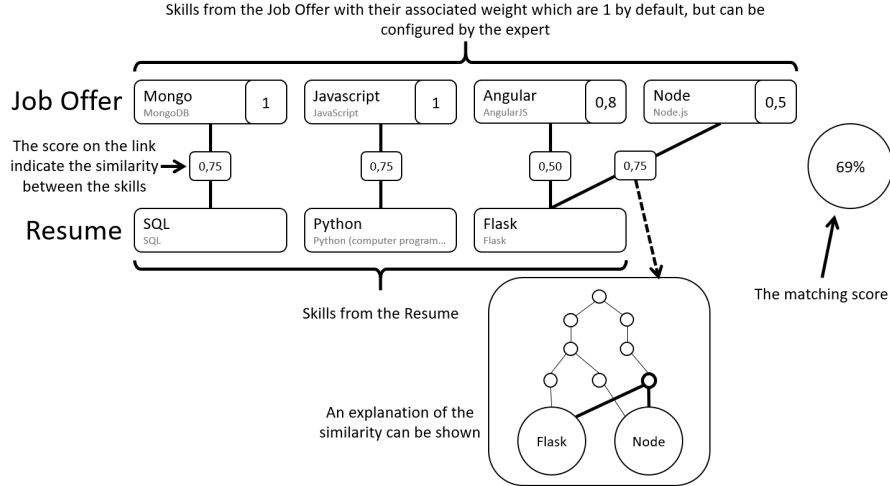 Skills from the Job Offer with their associated weight which are 1 by default, but can be
configured by the expert
Job Offer
Mongo
MongoDB
1
Javascript
JavaScript
1
Angular
AngularJS
0,8
Node
Node.js
0,5
The score on the link
indicate the similarity
between the skills
0,75
0,75
0,50
0,75
69%
Resume
SQL
SQL
Python
Python (computer program...
Flask
Flask
The matching score
Skills from the Resume
An explanation of the
similarity can be shown
Flask
Node